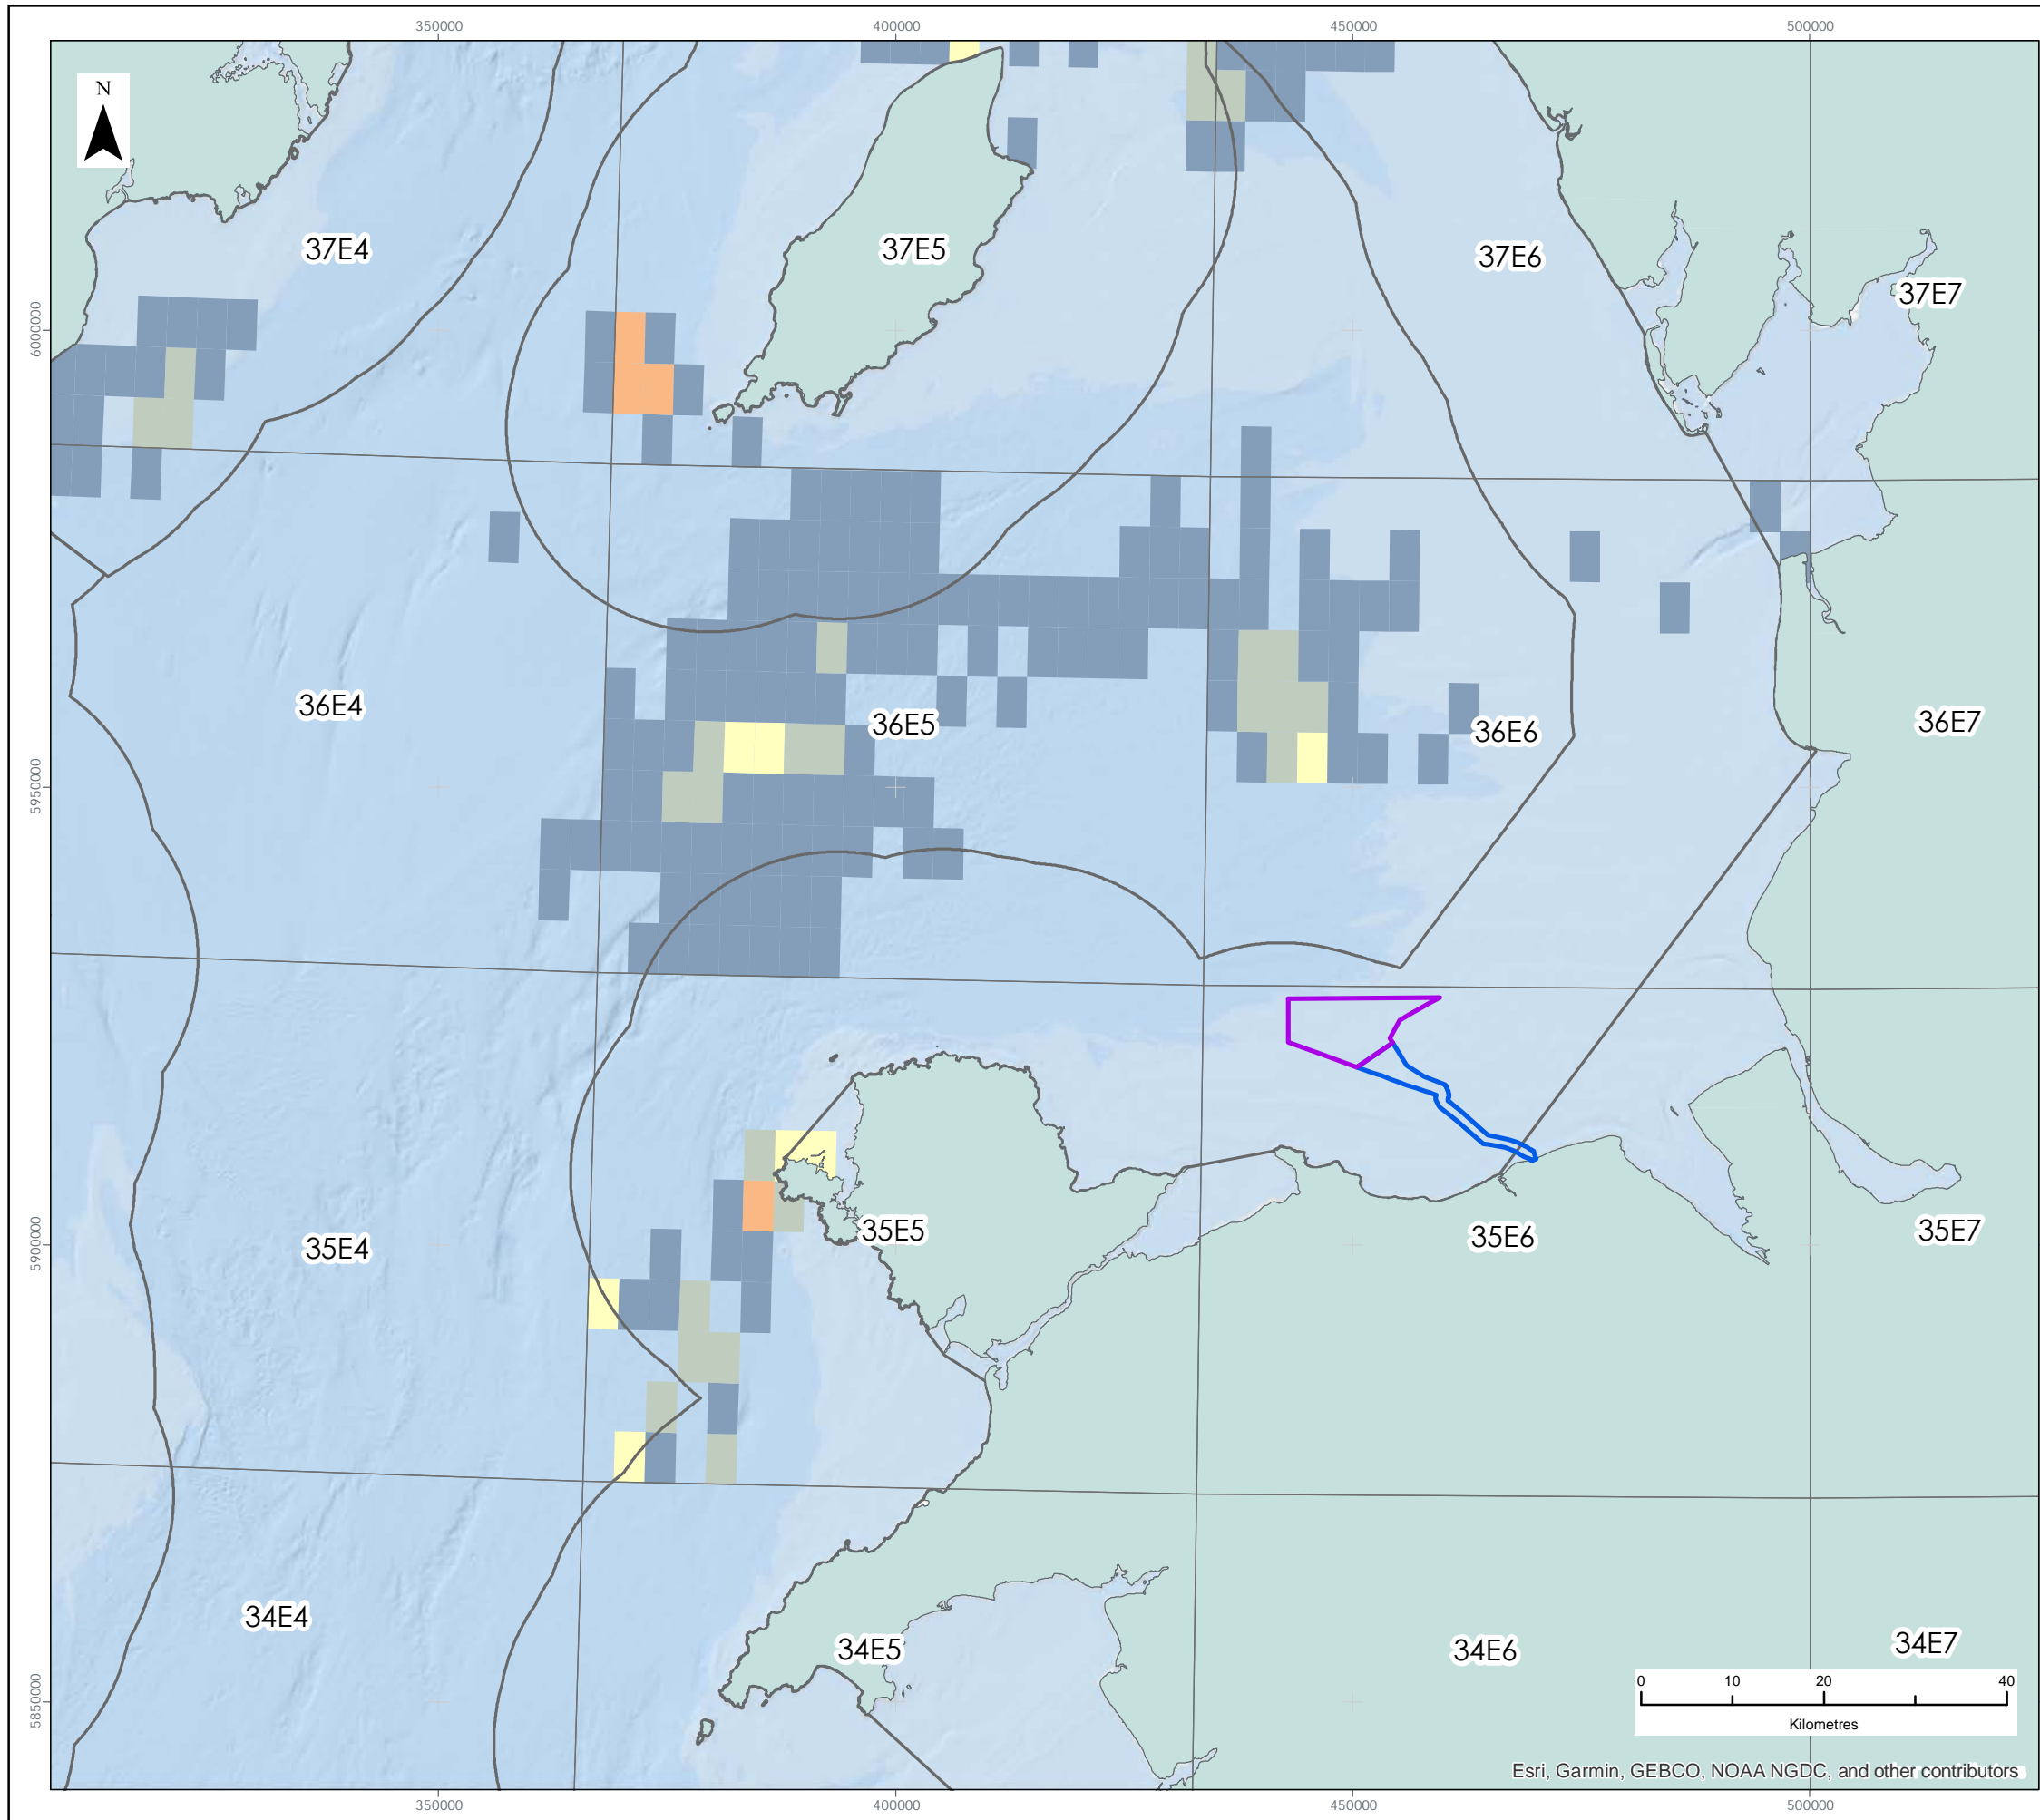 350000 400000 450000 500000
N
37E4 37E5 37E6
37E7
6000000
36E4 36E5 36E6 36E7
5950000
35E4 35E5 35E6 35E7
5900000
34E4 34E5 34E6 34E7
5850000
0 10 20 40
Kilometres
Esri, Garmin, GEBCO, NOAA NGDC, and other contributors
350000 400000 450000 500000